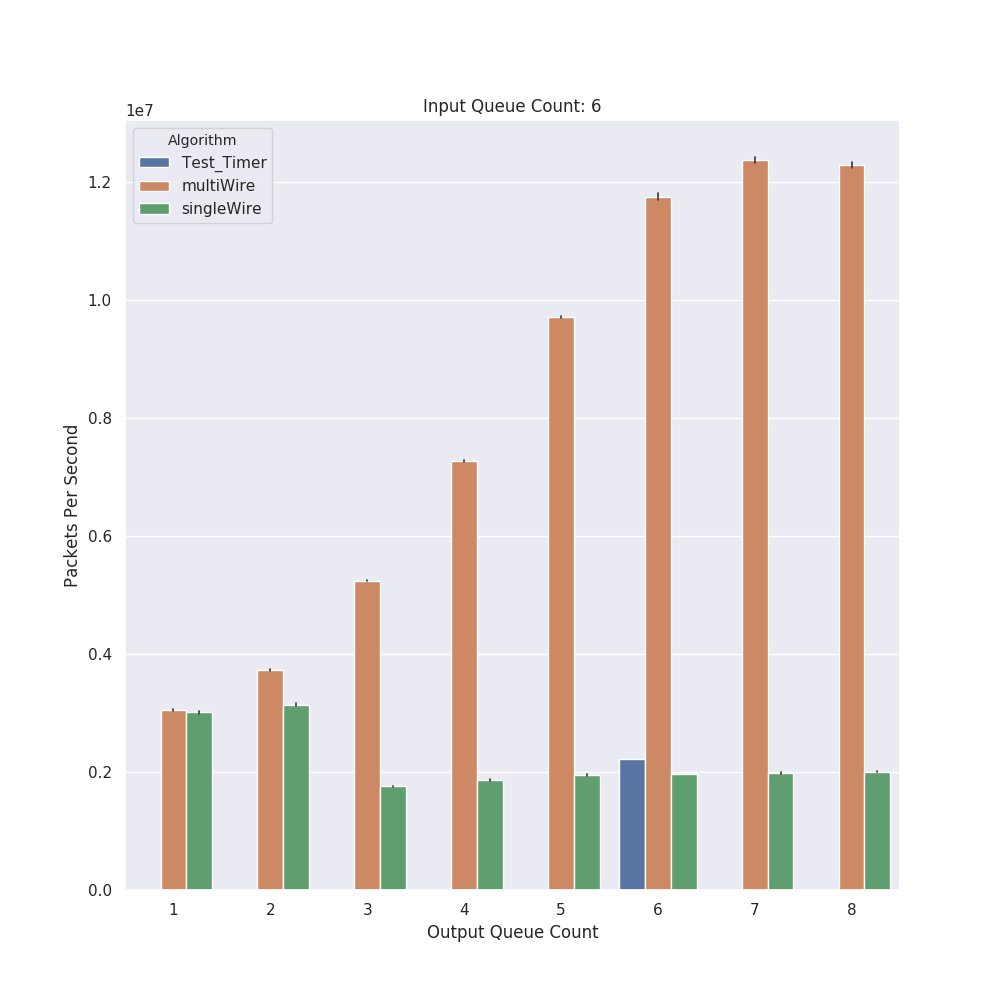 Input Queue Count: 6
1e7
Algorithm
Test_Timer
multiWire
singleWire
1.2
1.0
0.8
0.6
0.4
0.2
0.0
Packets Per Second
1 2 3 4 5 6 7 8
Output Queue Count